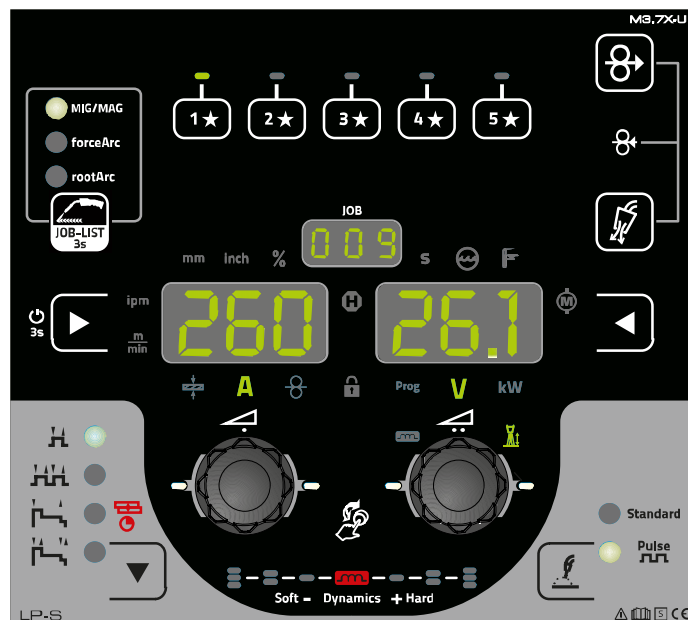 M3.7X-U
MIG/MAG
forceArc
rootArc
JOB-LIST
3s
1★ 2★ 3★ 4★ 5★
JOB
009
mm inch %
S
3s
ipm
m
min
260
H
26.1
M
A
Prog V kW
Standard
Pulse
Soft - Dynamics + Hard
LP-S
S CE